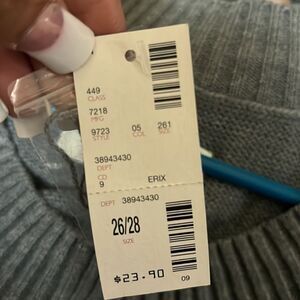 449
CLASS
7218
MFG
9723 05 261
STYLE COL SIZE
38943430
DEPT
CD
9 ERIX
DEPT 38943430
26/28
SIZE
$23.90
09